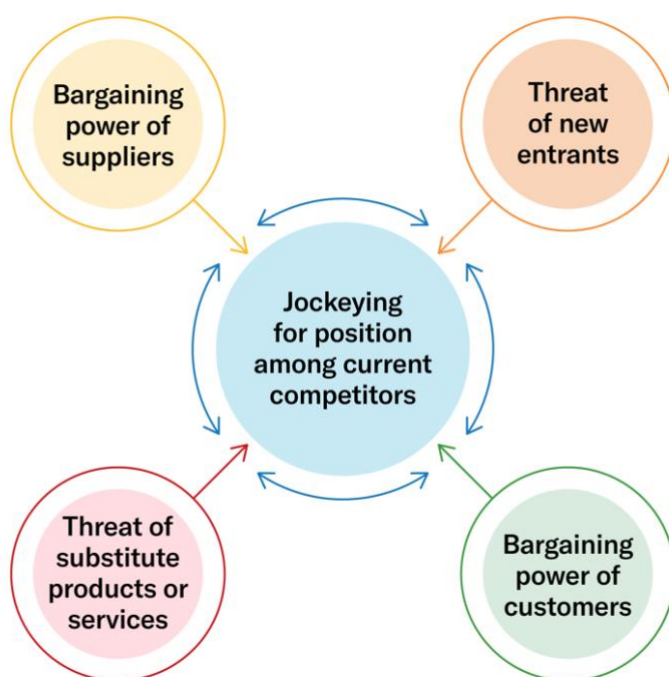 Bargaining
power of
suppliers
Threat
of new
entrants
Jockeying
for position
among current
competitors
Threat of
substitute
products or
services
Bargaining
power of
customers